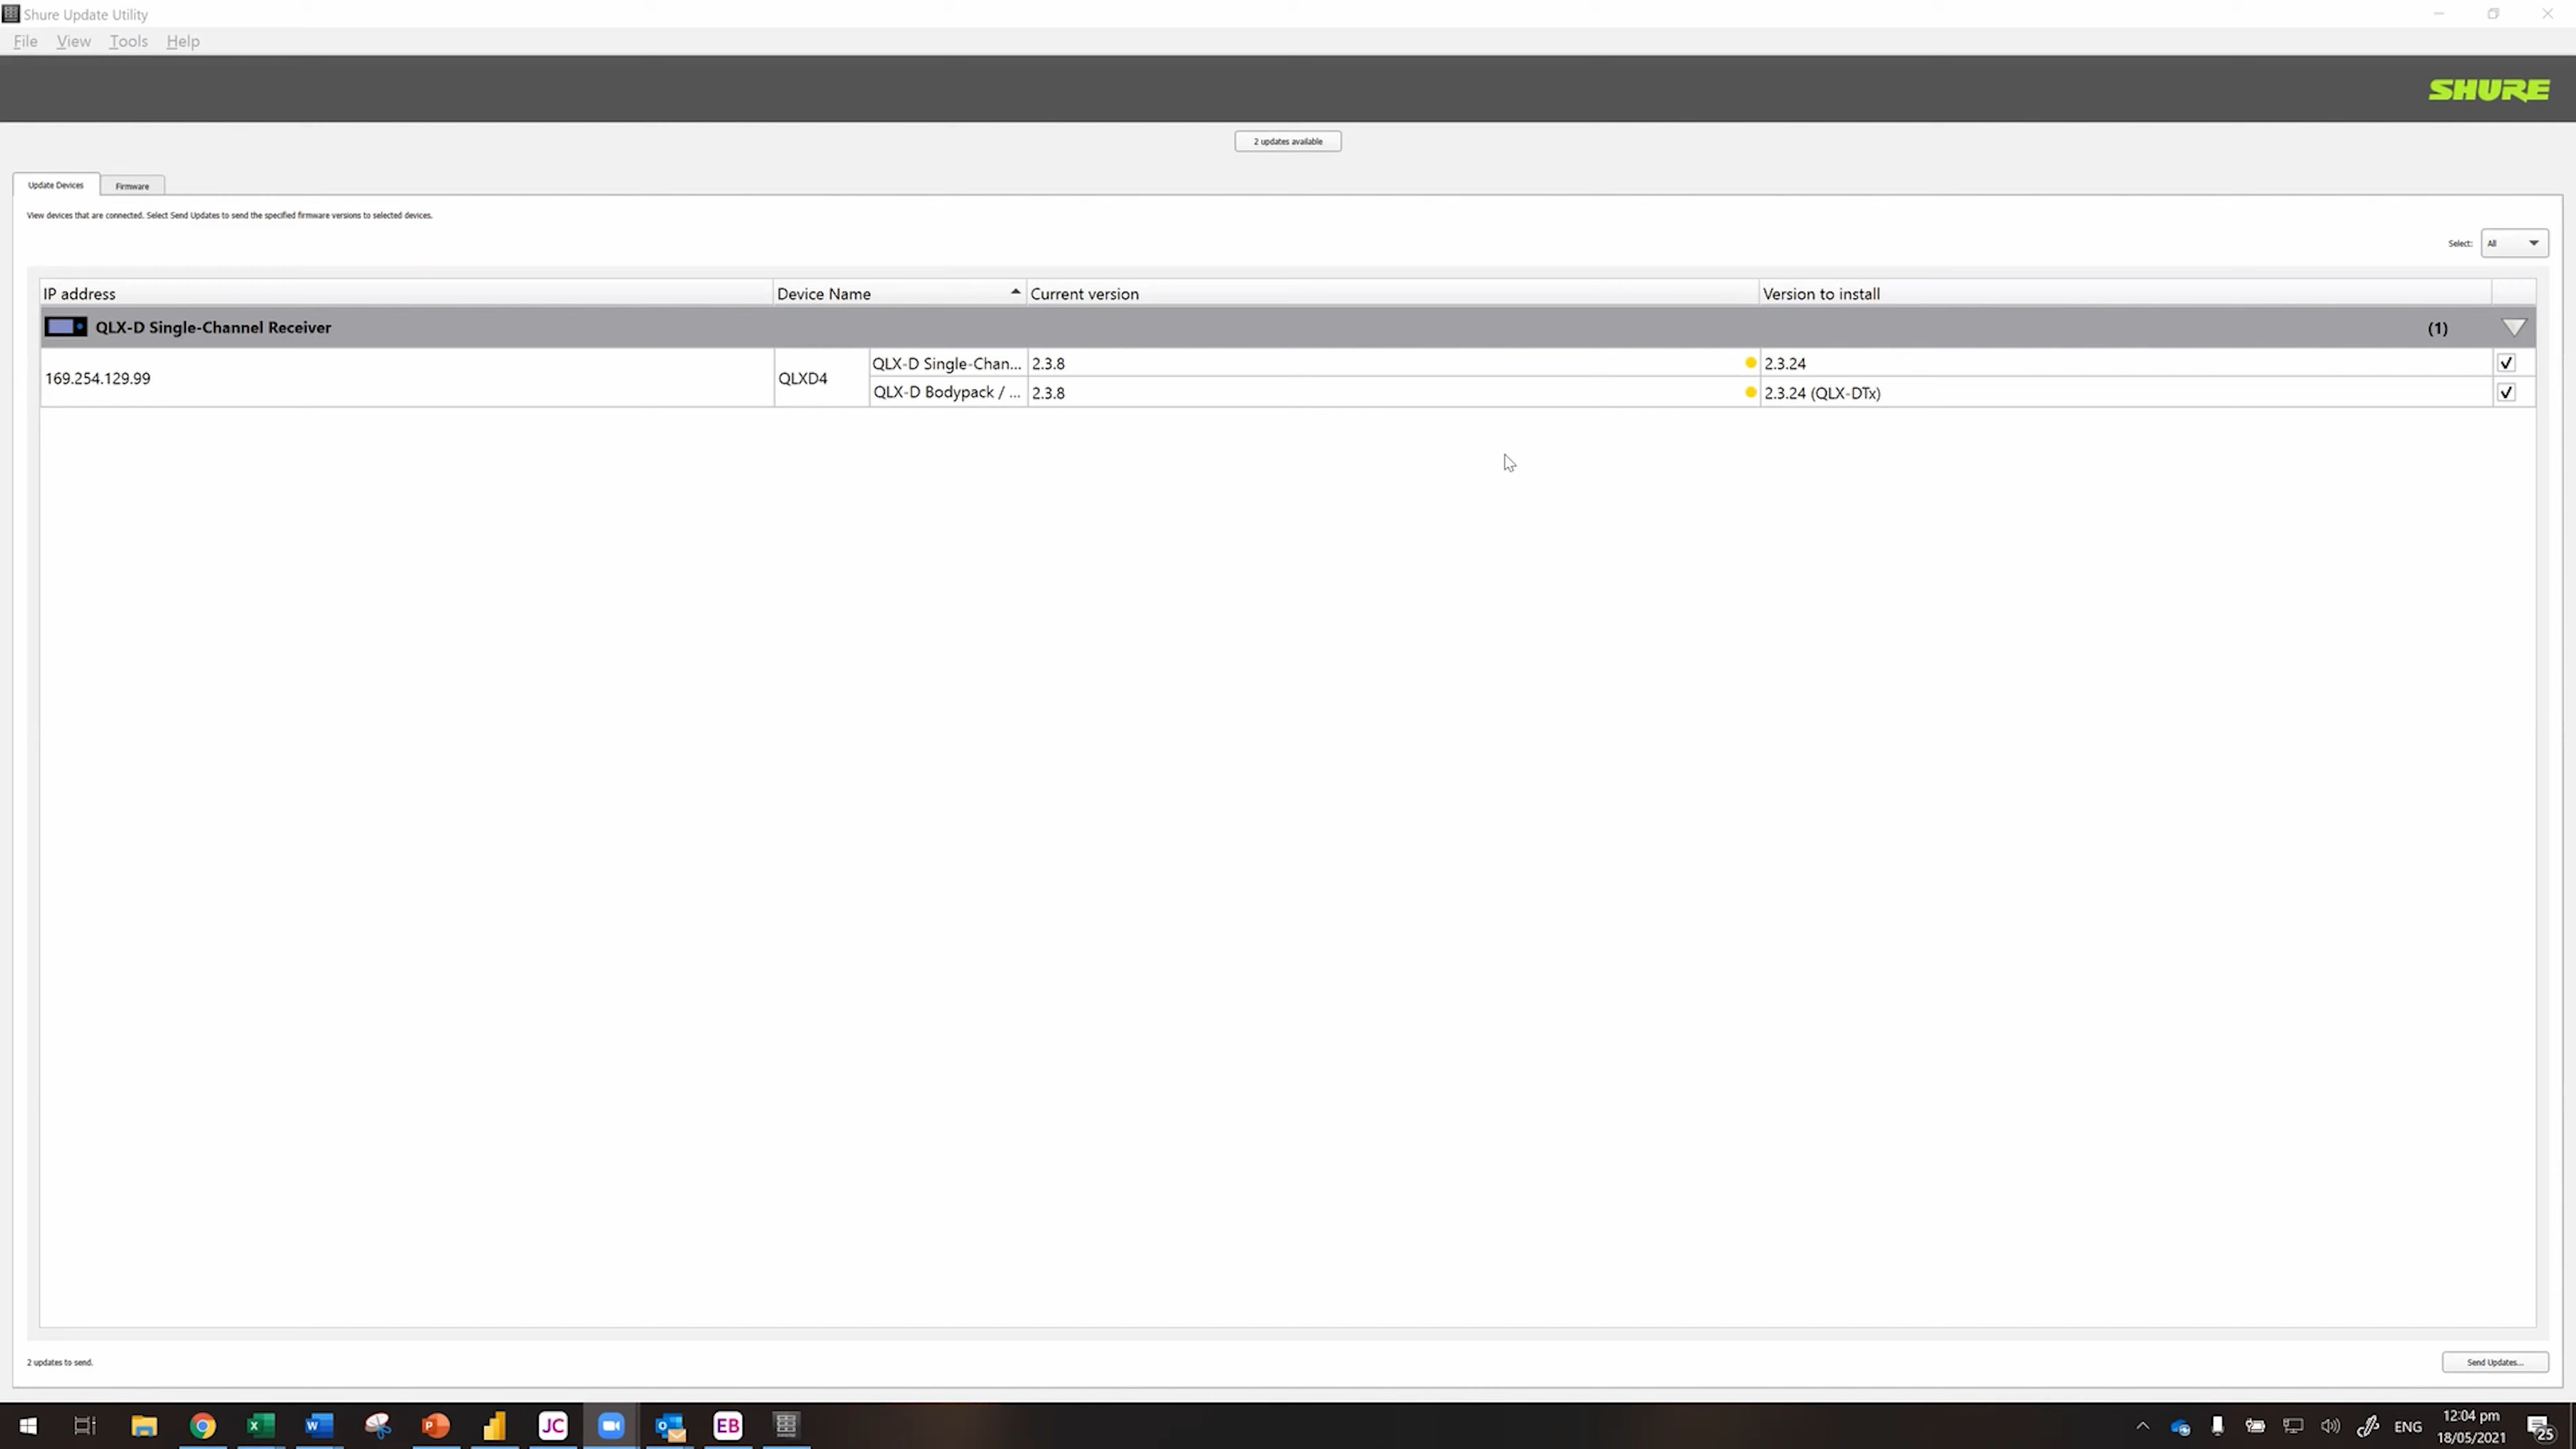 Shure Update Utility
File View Tools Help
SHURE
2 updates available
Update Devices Firmware
View devices that are connected. Select Send Updates to send the specified firmware versions to selected devices.
Select: All
IP address Device Name Current version Version to install
QLX-D Single-Channel Receiver (1)
169.254.129.99 QLXD4
QLX-D Single-Chan... 2.3.8 2.3.24
QLX-D Bodypack / ... 2.3.8 2.3.24 (QLX-DTx)
2 updates to send.
Send Updates...
X W P JC O EB
ENG
12:04 pm
18/05/2021
25